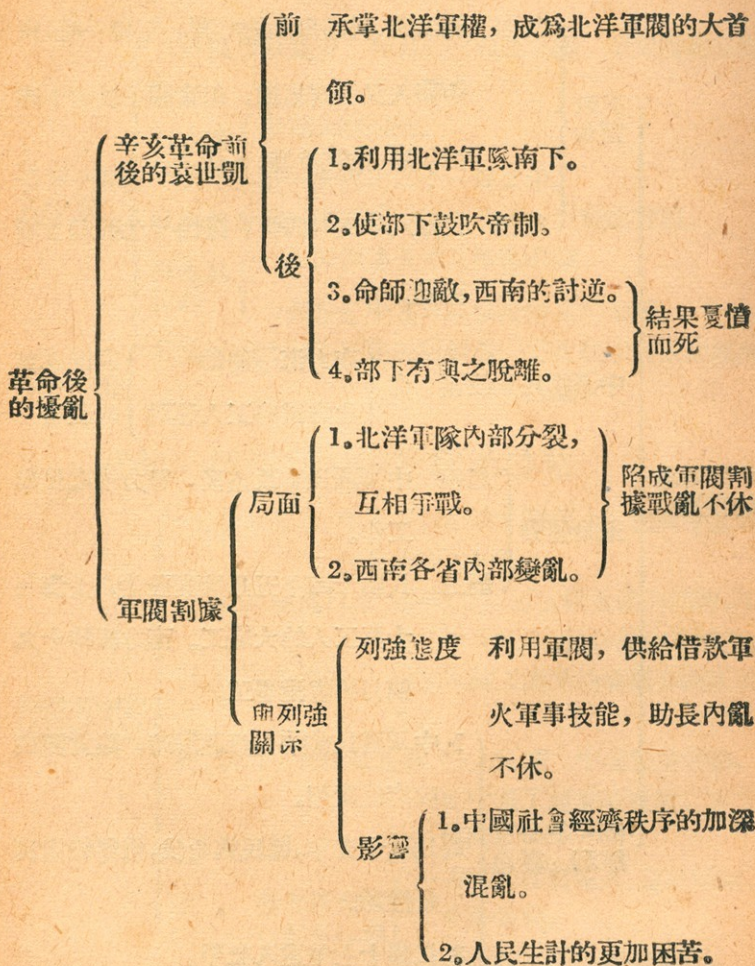 前 承掌北洋軍權，成爲北洋軍閥的大首
領。
辛亥革命前
後的袁世凱
1。利用北洋軍隊南下。
2。使部下鼓吹帝制。
後
3。命師迎敵，西南的討逆。
結果憂憤
而死
4。部下有與之脫離。
革命後
的擾亂
1。北洋軍隊內部分裂，
局面
互相爭戰。
陷成軍閥割
據戰亂不休
2。西南各省內部變亂。
軍閥割據
列強態度 利用軍閥，供給借款軍
火軍事技能，助長內亂
不休。
與列強
關系
1。中國社會經濟秩序的加深
影響
混亂。
2。人民生計的更加困苦。